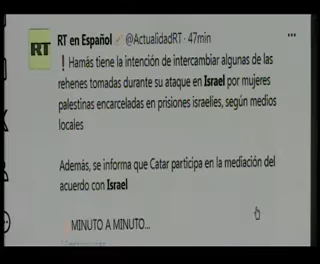 RT
RT en Español @ActualidadRT · 47min
❗Hamás tiene la intención de intercambiar algunas de las
rehenes tomadas durante su ataque en Israel por mujeres
palestinas encarceladas en prisiones israelíes, según medios
locales
Además, se informa que Catar participa en la mediación del
acuerdo con Israel
MINUTO A MINUTO...